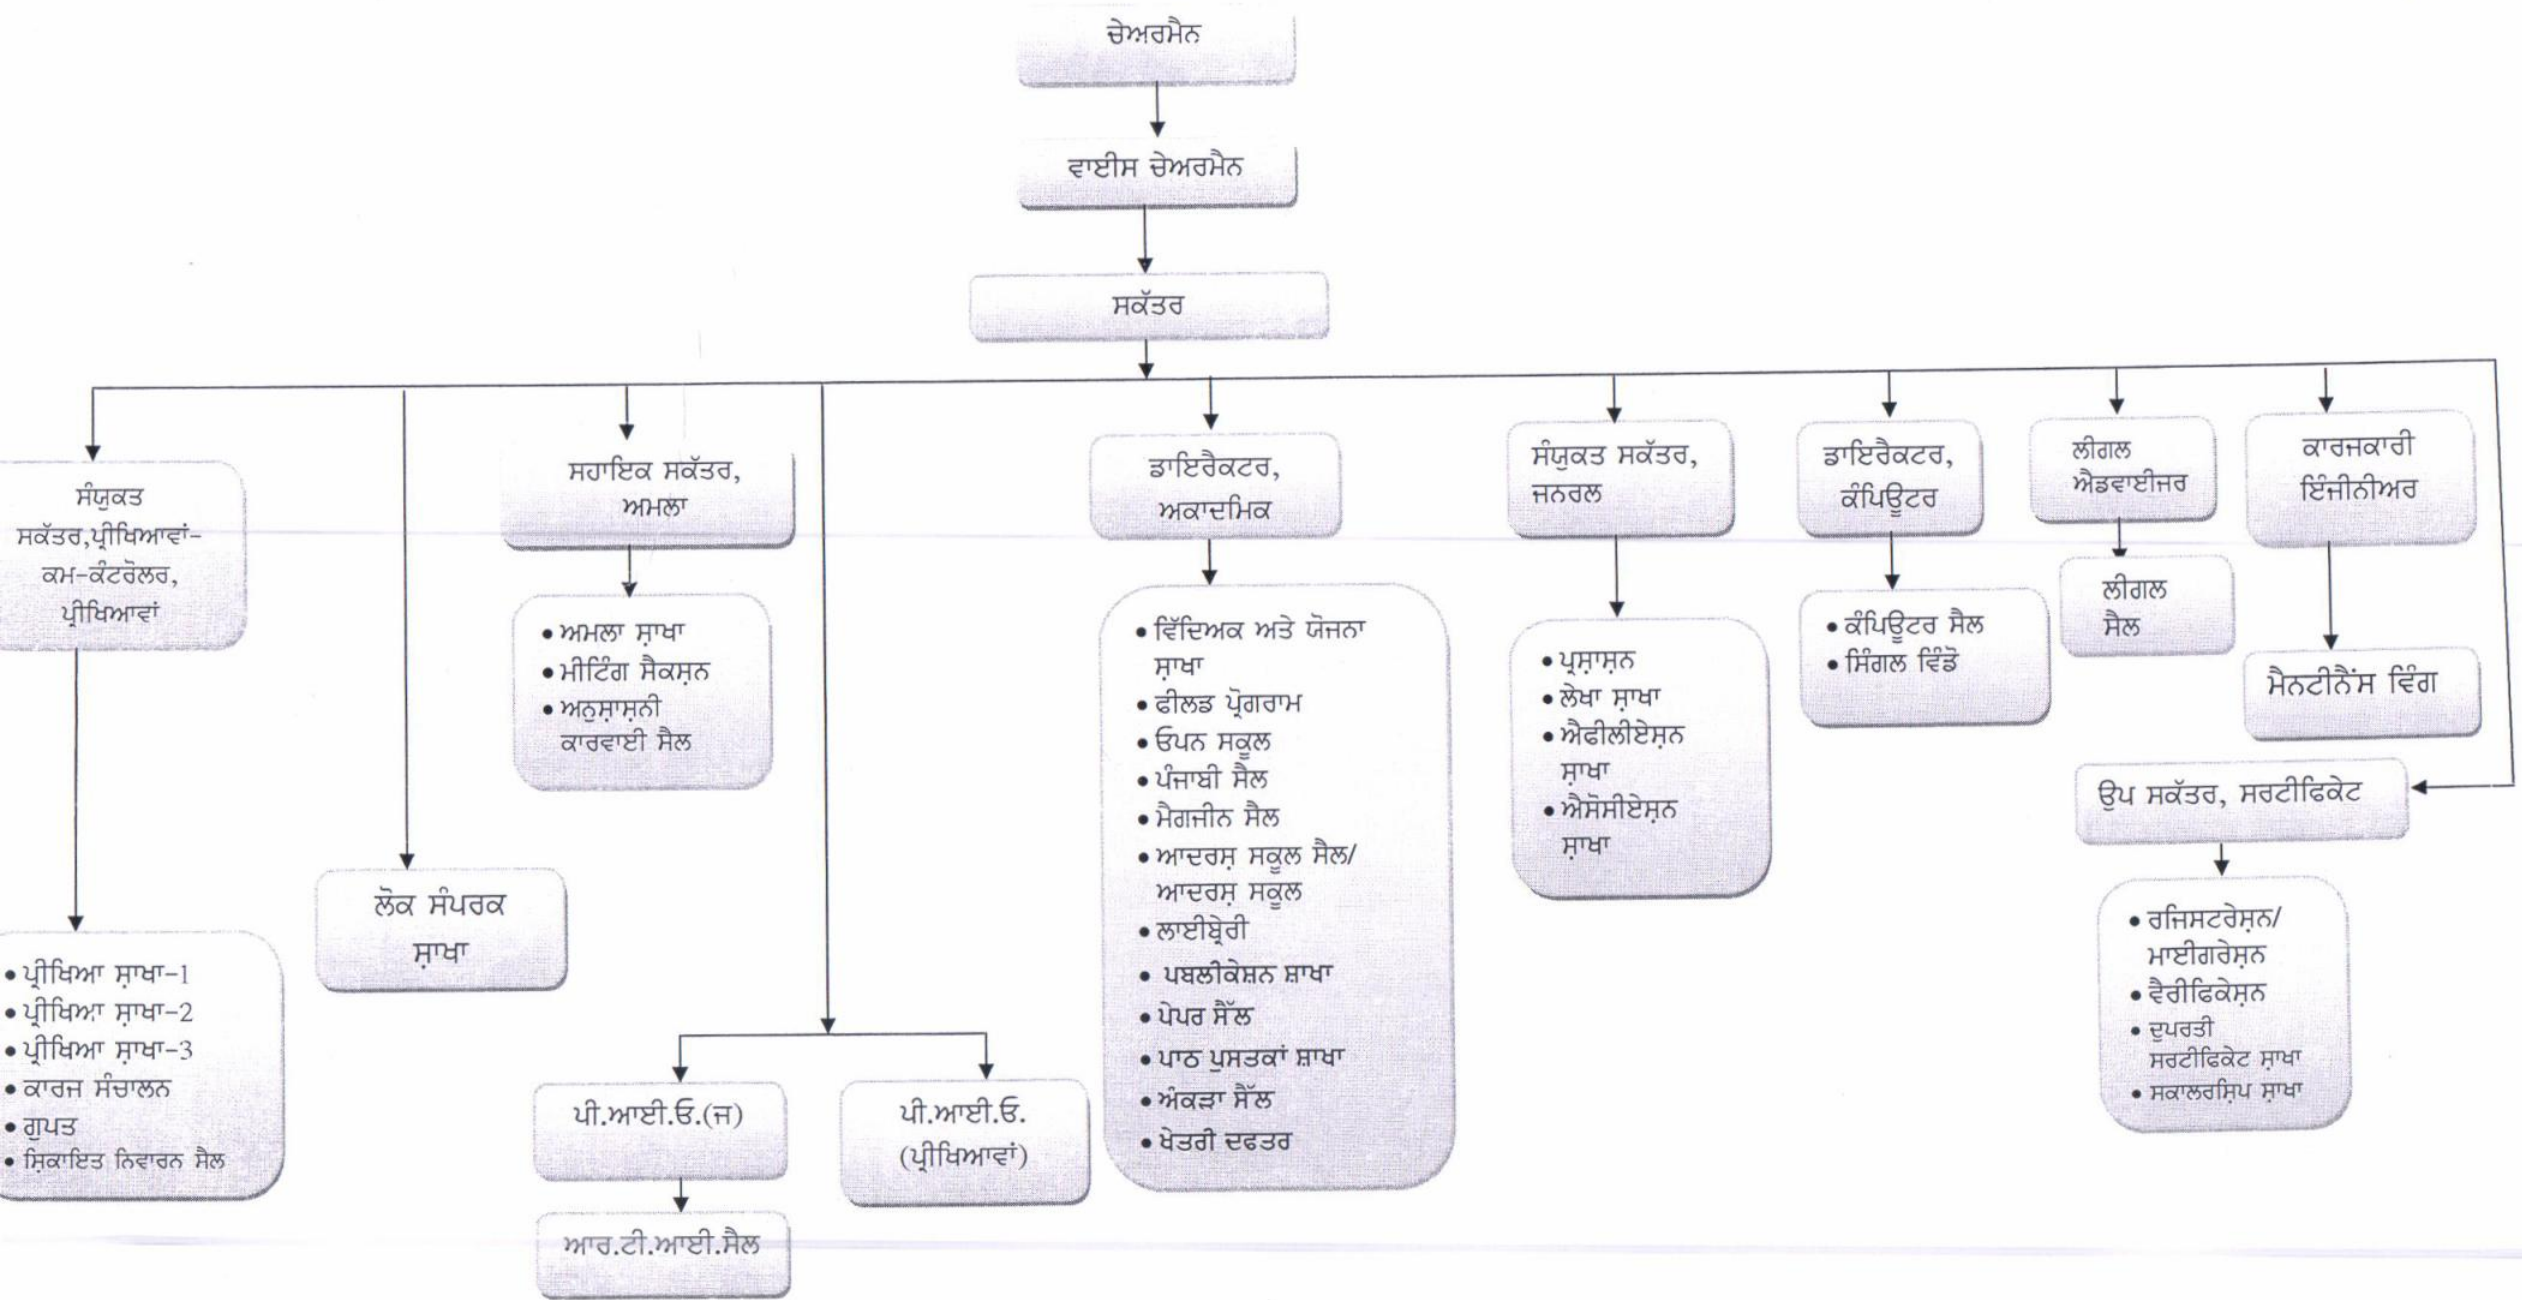 ਚੇਅਰਮੈਨ
ਵਾਈਸ ਚੇਅਰਮੈਨ
ਸਕੱਤਰ
ਸੰਯੁਕਤ
ਸਕੱਤਰ,ਪ੍ਰੀਖਿਆਵਾਂ-
ਕਮ-ਕੰਟਰੋਲਰ,
ਪ੍ਰੀਖਿਆਵਾਂ
• ਪ੍ਰੀਖਿਆ ਸ਼ਾਖਾ-1
• ਪ੍ਰੀਖਿਆ ਸ਼ਾਖਾ-2
• ਪ੍ਰੀਖਿਆ ਸ਼ਾਖਾ-3
• ਕਾਰਜ ਸੰਚਾਲਨ
• ਗੁਪਤ
• ਸ਼ਿਕਾਇਤ ਨਿਵਾਰਨ ਸੈਲ
ਲੋਕ ਸੰਪਰਕ
ਸ਼ਾਖਾ
ਸਹਾਇਕ ਸਕੱਤਰ,
ਅਮਲਾ
• ਅਮਲਾ ਸ਼ਾਖਾ
• ਮੀਟਿੰਗ ਸੈਕਸ਼ਨ
• ਅਨੁਸ਼ਾਸ਼ਨੀ
ਕਾਰਵਾਈ ਸੈਲ
ਪੀ.ਆਈ.ਓ.(ਜ)
ਆਰ.ਟੀ.ਆਈ.ਸੈਲ
ਪੀ.ਆਈ.ਓ.
(ਪ੍ਰੀਖਿਆਵਾਂ)
ਡਾਇਰੈਕਟਰ,
ਅਕਾਦਮਿਕ
• ਵਿੱਦਿਅਕ ਅਤੇ ਯੋਜਨਾ
ਸ਼ਾਖਾ
• ਫੀਲਡ ਪ੍ਰੋਗਰਾਮ
• ਓਪਨ ਸਕੂਲ
• ਪੰਜਾਬੀ ਸੈਲ
• ਮੈਗਜੀਨ ਸੈਲ
• ਆਦਰਸ਼ ਸਕੂਲ ਸੈਲ/
ਆਦਰਸ਼ ਸਕੂਲ
• ਲਾਈਬ੍ਰੇਰੀ
• ਪਬਲੀਕੇਸ਼ਨ ਸ਼ਾਖਾ
• ਪੇਪਰ ਸੈੱਲ
• ਪਾਠ ਪੁਸਤਕਾਂ ਸ਼ਾਖਾ
• ਅੰਕੜਾ ਸੈੱਲ
• ਖੇਤਰੀ ਦਫਤਰ
ਸੰਯੁਕਤ ਸਕੱਤਰ,
ਜਨਰਲ
• ਪ੍ਰਸ਼ਾਸ਼ਨ
• ਲੇਖਾ ਸ਼ਾਖਾ
• ਐਫੀਲੀਏਸ਼ਨ
ਸ਼ਾਖਾ
• ਐਸੋਸੀਏਸ਼ਨ
ਸ਼ਾਖਾ
ਡਾਇਰੈਕਟਰ,
ਕੰਪਿਊਟਰ
• ਕੰਪਿਊਟਰ ਸੈਲ
• ਸਿੰਗਲ ਵਿੰਡੋ
ਲੀਗਲ
ਐਡਵਾਈਜਰ
ਲੀਗਲ
ਸੈਲ
ਕਾਰਜਕਾਰੀ
ਇੰਜੀਨੀਅਰ
ਮੈਨਟੀਨੈਂਸ ਵਿੰਗ
ਉਪ ਸਕੱਤਰ, ਸਰਟੀਫਿਕੇਟ
• ਰਜਿਸਟਰੇਸ਼ਨ/
ਮਾਈਗਰੇਸ਼ਨ
• ਵੈਰੀਫਿਕੇਸ਼ਨ
• ਦੁਪਰਤੀ
ਸਰਟੀਫਿਕੇਟ ਸ਼ਾਖਾ
• ਸਕਾਲਰਸ਼ਿਪ ਸ਼ਾਖਾ